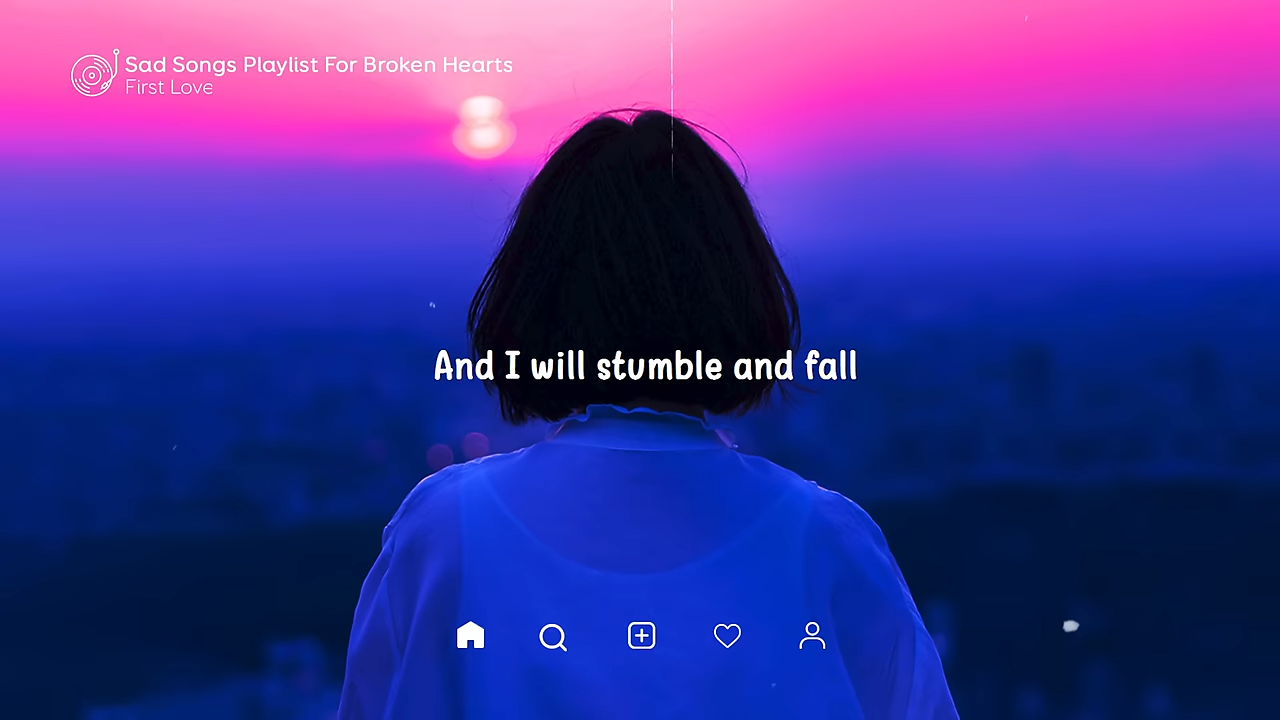 Sad Songs Playlist For Broken Hearts
First Love
And I will stumble and fall